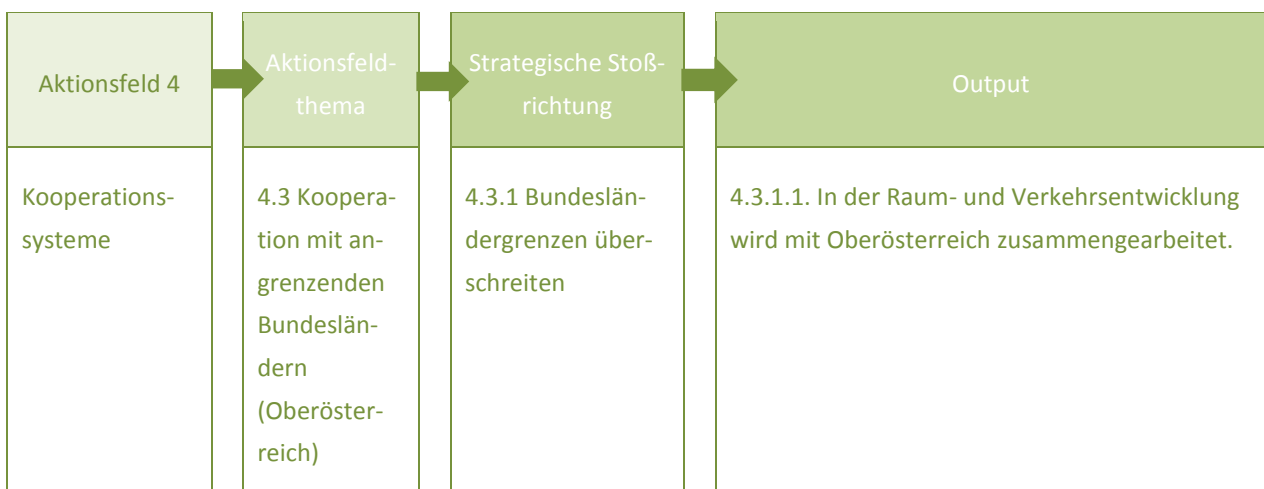 Aktionsfeld 4
Aktionsfeld-
thema
Strategische Stoß-
richtung
Output
Kooperations-
systeme
4.3 Koopera-
tion mit an-
grenzenden
Bundeslän-
dern
(Oberöster-
reich)
4.3.1 Bundeslän-
dergrenzen über-
schreiten
4.3.1.1. In der Raum- und Verkehrsentwicklung
wird mit Oberösterreich zusammengearbeitet.